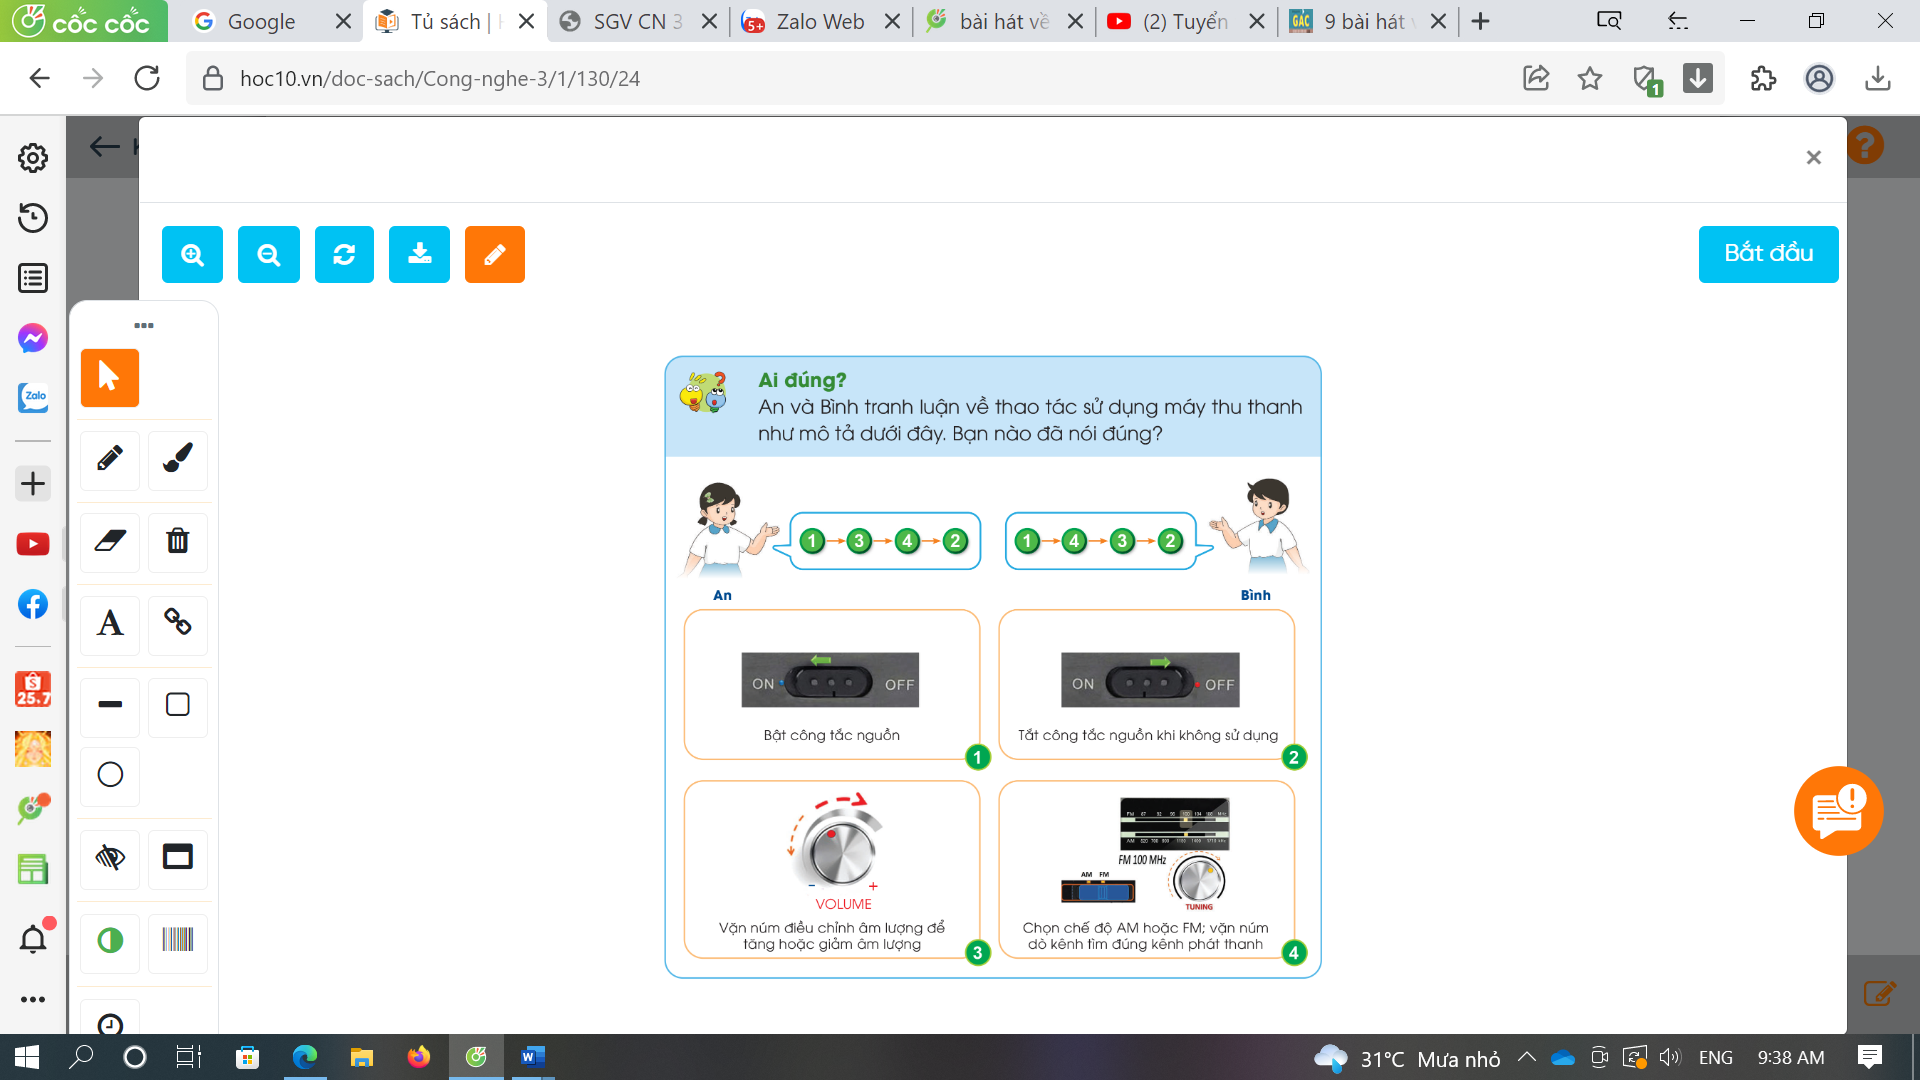 cốc cốc
Google
Tủ sách |
SGV CN 3
Zalo Web
bài hát về
(2) Tuyển
9 bài hát
hoc10.vn/doc-sach/Cong-nghe-3/1/130/24
Bắt đầu
Ai đúng?
An và Bình tranh luận về thao tác sử dụng máy thu thanh
như mô tả dưới đây. Bạn nào đã nói đúng?
1 → 3 → 4 → 2
1 → 4 → 3 → 2
An
Bình
ON OFF
Bật công tắc nguồn
1
ON OFF
Tắt công tắc nguồn khi không sử dụng
2
- +
VOLUME
Vặn núm điều chỉnh âm lượng để
tăng hoặc giảm âm lượng
3
FM 100 MHz
AM FM
TUNING
Chọn chế độ AM hoặc FM; vặn núm
dò kênh tìm đúng kênh phát thanh
4
Zalo
25.7
31°C Mưa nhỏ
ENG
9:38 AM